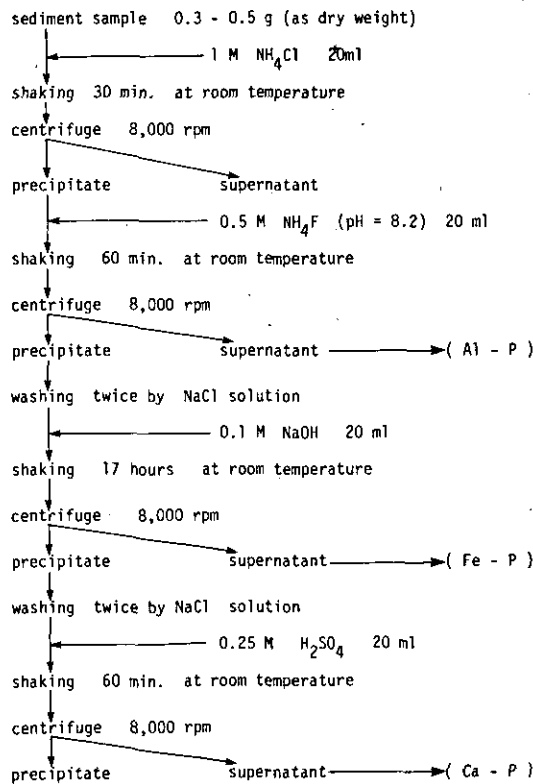 sediment sample 0.3 - 0.5 g (as dry weight)
1 M NH4Cl 20ml
shaking 30 min. at room temperature
centrifuge 8,000 rpm
precipitate supernatant
0.5 M NH4F (pH = 8.2) 20 ml
shaking 60 min. at room temperature
centrifuge 8,000 rpm
precipitate supernatant ( Al - P )
washing twice by NaCl solution
0.1 M NaOH 20 ml
shaking 17 hours at room temperature
centrifuge 8,000 rpm
precipitate supernatant ( Fe - P )
washing twice by NaCl solution
0.25 M H2SO4 20 ml
shaking 60 min. at room temperature
centrifuge 8,000 rpm
precipitate supernatant ( Ca - P )